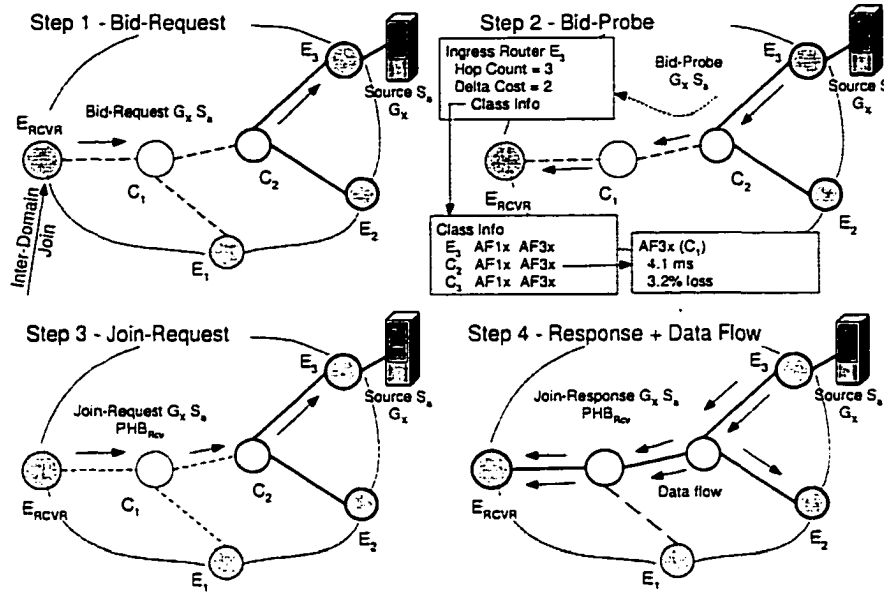 Step 1 - Bid-Request
E3
Source Sa
Gx
Bid-Request Gx Sa
ERCVR
C1
C2
E2
E1
Inter-Domain
Join
Step 2 - Bid-Probe
Ingress Router E3
Hop Count = 3
Delta Cost = 2
Class Info
Bid-Probe
Gx Sa
E3
Source S
Gx
ERCVR
C1
C2
E2
Class Info
E3 AF1x AF3x
C2 AF1x AF3x
C3 AF1x AF3x
AF3x (C1)
4.1 ms
3.2% loss
Step 3 - Join-Request
E3
Source Sa
Gx
Join-Request Gx Sa
PHBRcv
ERCVR
C1
C2
E2
E1
Step 4 - Response + Data Flow
E3
Source Sa
Gx
Join-Response Gx Sa
PHBRcv
Data flow
ERCVR
E2
E1